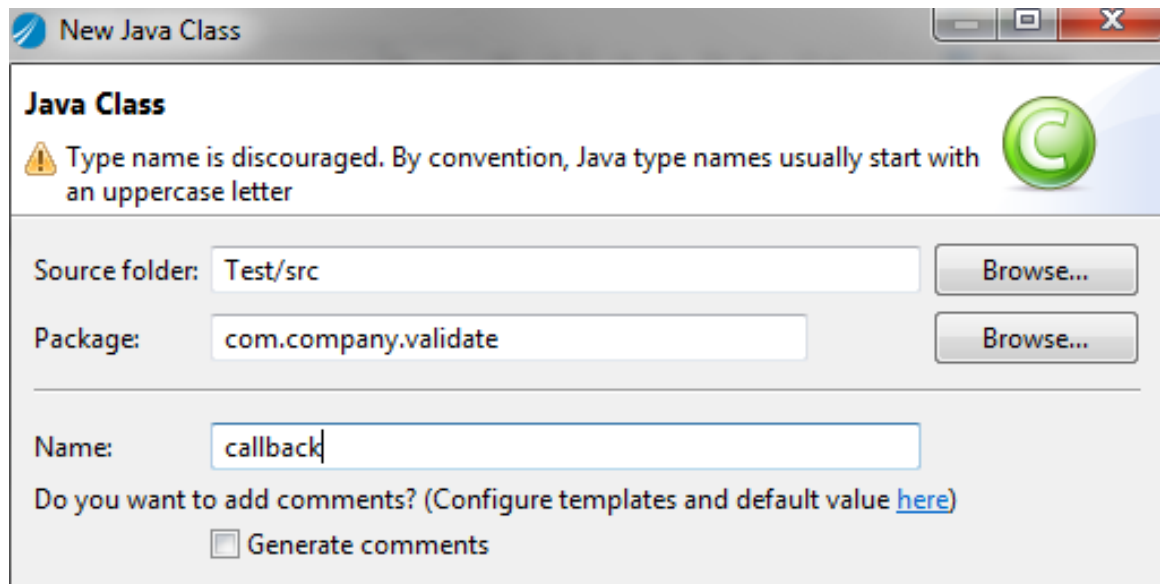 New Java Class
Java Class
Type name is discouraged. By convention, Java type names usually start with
an uppercase letter
Source folder: Test/src Browse...
Package: com.company.validate Browse...
Name: callback
Do you want to add comments? (Configure templates and default value here)
Generate comments